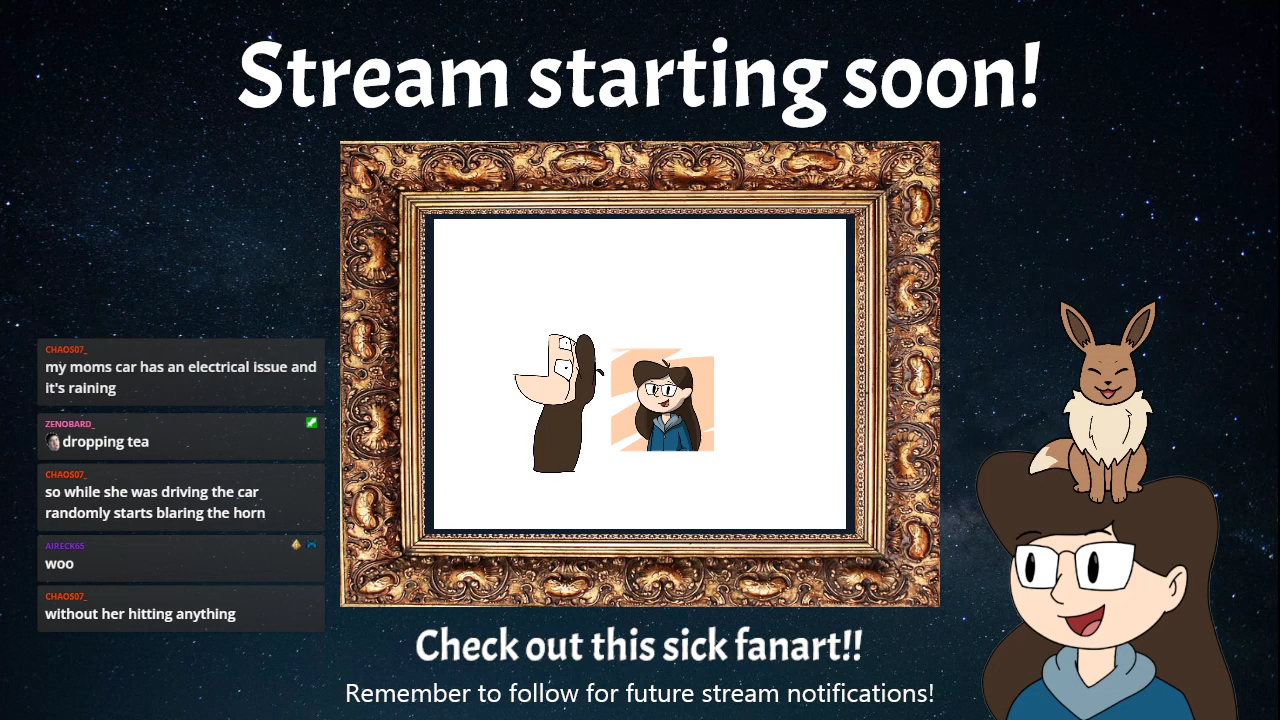 Stream starting soon!
CHAOS07_
my moms car has an electrical issue and
it's raining
ZENOBARD_
dropping tea
CHAOS07_
so while she was driving the car
randomly starts blaring the horn
AIRECK65
woo
CHAOS07_
without her hitting anything
Check out this sick fanart!!
Remember to follow for future stream notifications!